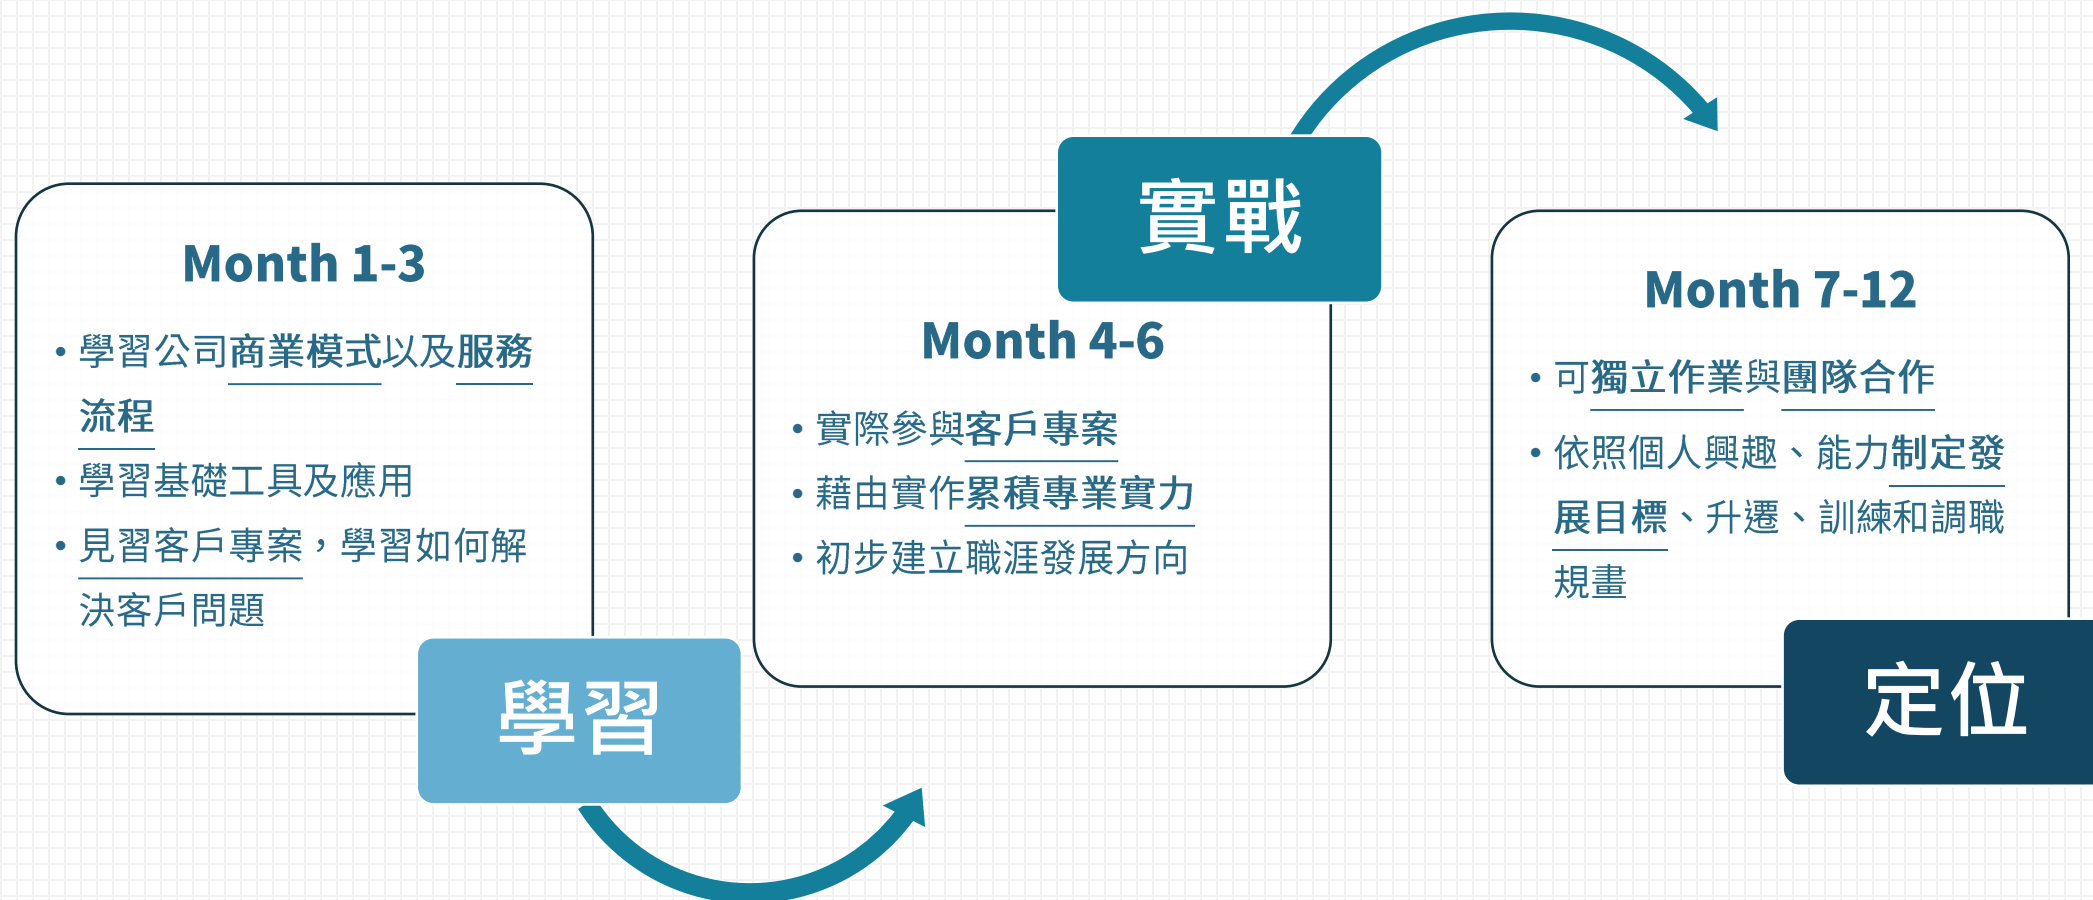 Month 1-3
• 學習公司商業模式以及服務
流程
• 學習基礎工具及應用
• 見習客戶專案，學習如何解
決客戶問題
學習
實戰
Month 4-6
• 實際參與客戶專案
• 藉由實作累積專業實力
• 初步建立職涯發展方向
Month 7-12
• 可獨立作業與團隊合作
• 依照個人興趣、能力制定發
展目標、升遷、訓練和調職
規畫
定位